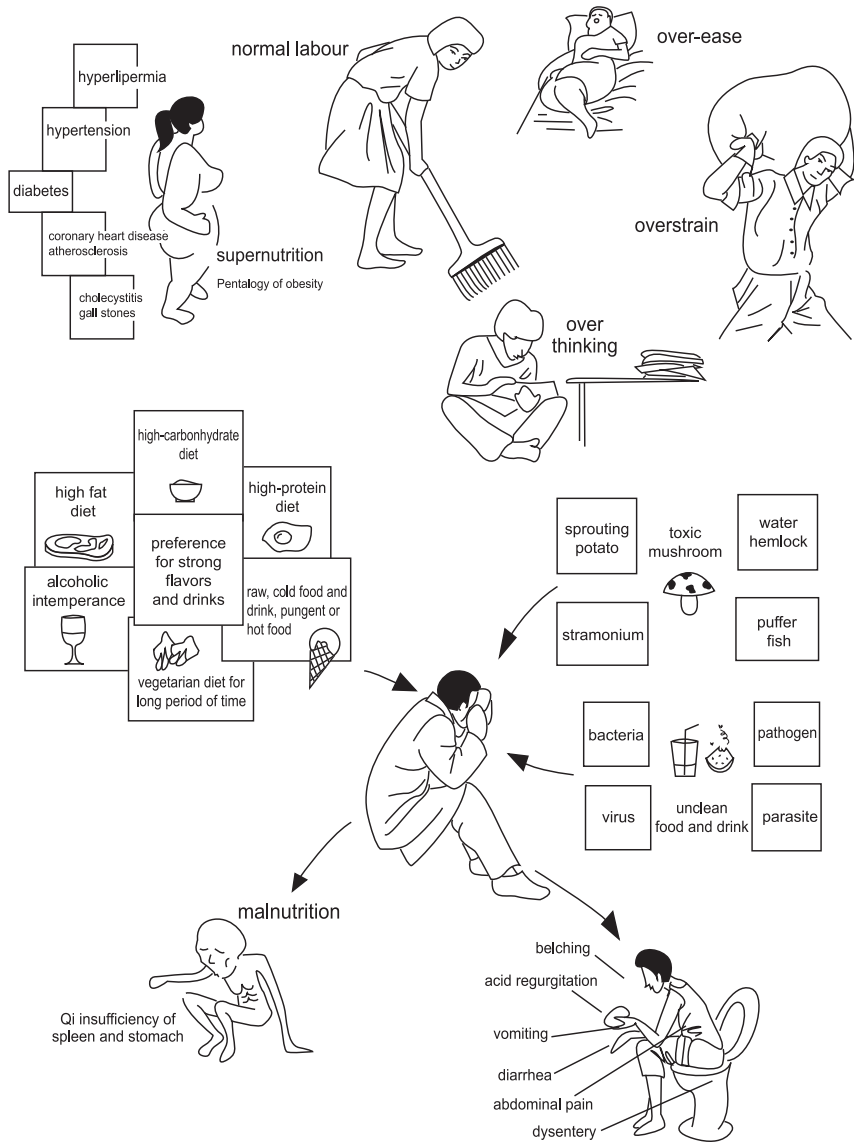 normal labour
over-ease
hyperlipermia
hypertension
diabetes
coronary heart disease
atherosclerosis
cholecystitis
gall stones
supernutrition
Pentalogy of obesity
overstrain
over
thinking
high-carbonhydrate
diet
high fat
diet
high-protein
diet
preference
for strong
flavors
and drinks
alcoholic
intemperance
raw, cold food and
drink, pungent or
hot food
vegetarian diet for
long period of time
sprouting
potato
toxic
mushroom
water
hemlock
stramonium
puffer
fish
bacteria
pathogen
virus
unclean
food and drink
parasite
malnutrition
Qi insufficiency of
spleen and stomach
belching
acid regurgitation
vomiting
diarrhea
abdominal pain
dysentery